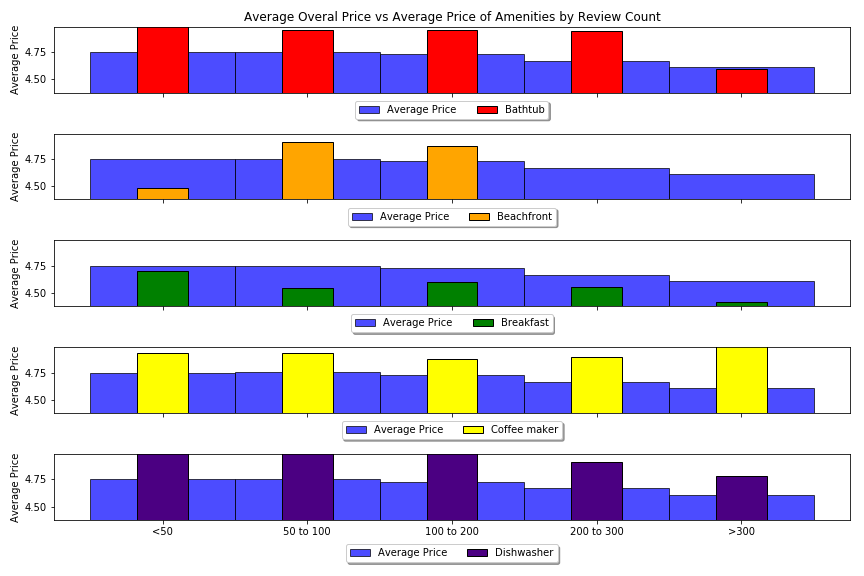 Average Overal Price vs Average Price of Amenities by Review Count
Average Price
4.75
4.50
Average Price Bathtub
Average Price
4.75
4.50
Average Price Beachfront
Average Price
4.75
4.50
Average Price Breakfast
Average Price
4.75
4.50
Average Price Coffee maker
Average Price
4.75
4.50
<50 50 to 100 100 to 200 200 to 300 >300
Average Price Dishwasher